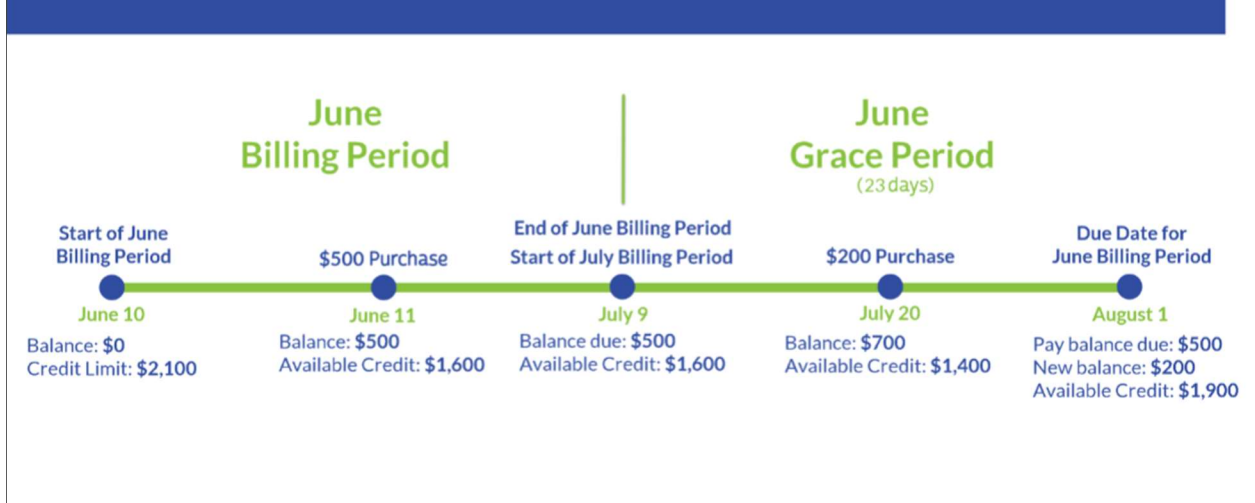 June
Billing Period
June
Grace Period
(23 days)
Start of June
Billing Period
$500 Purchase
End of June Billing Period
Start of July Billing Period
$200 Purchase
Due Date for
June Billing Period
June 10
June 11
July 9
July 20
August 1
Balance: $0
Credit Limit: $2,100
Balance: $500
Available Credit: $1,600
Balance due: $500
Available Credit: $1,600
Balance: $700
Available Credit: $1,400
Pay balance due: $500
New balance: $200
Available Credit: $1,900